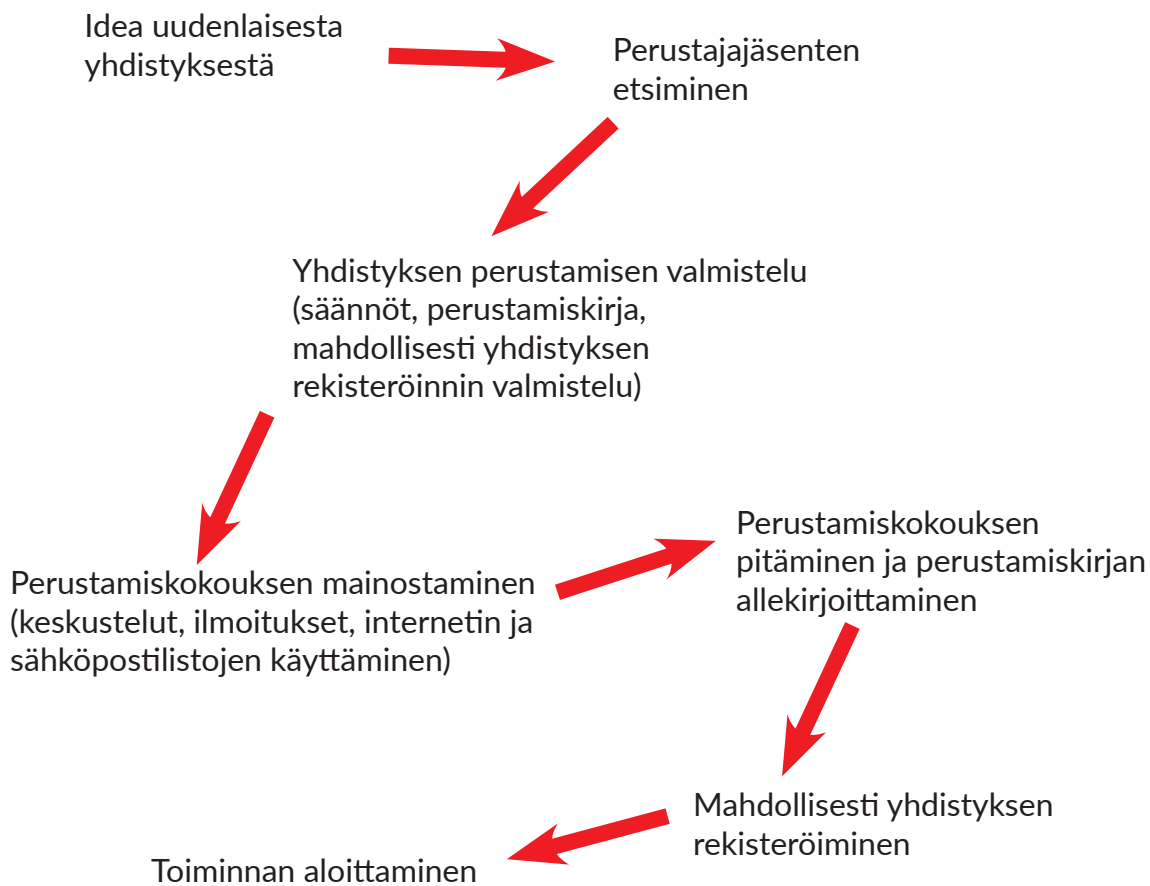 Idea uudenlaisesta
yhdistyksestä
Perustajajäsenten
etsiminen
Yhdistyksen perustamisen valmistelu
(säännöt, perustamiskirja,
mahdollisesti yhdistyksen
rekisteröinnin valmistelu)
Perustamiskokouksen mainostaminen
(keskustelut, ilmoitukset, internetin ja
sähköpostilistojen käyttäminen)
Perustamiskokouksen
pitäminen ja perustamiskirjan
allekirjoittaminen
Mahdollisesti yhdistyksen
rekisteröiminen
Toiminnan aloittaminen